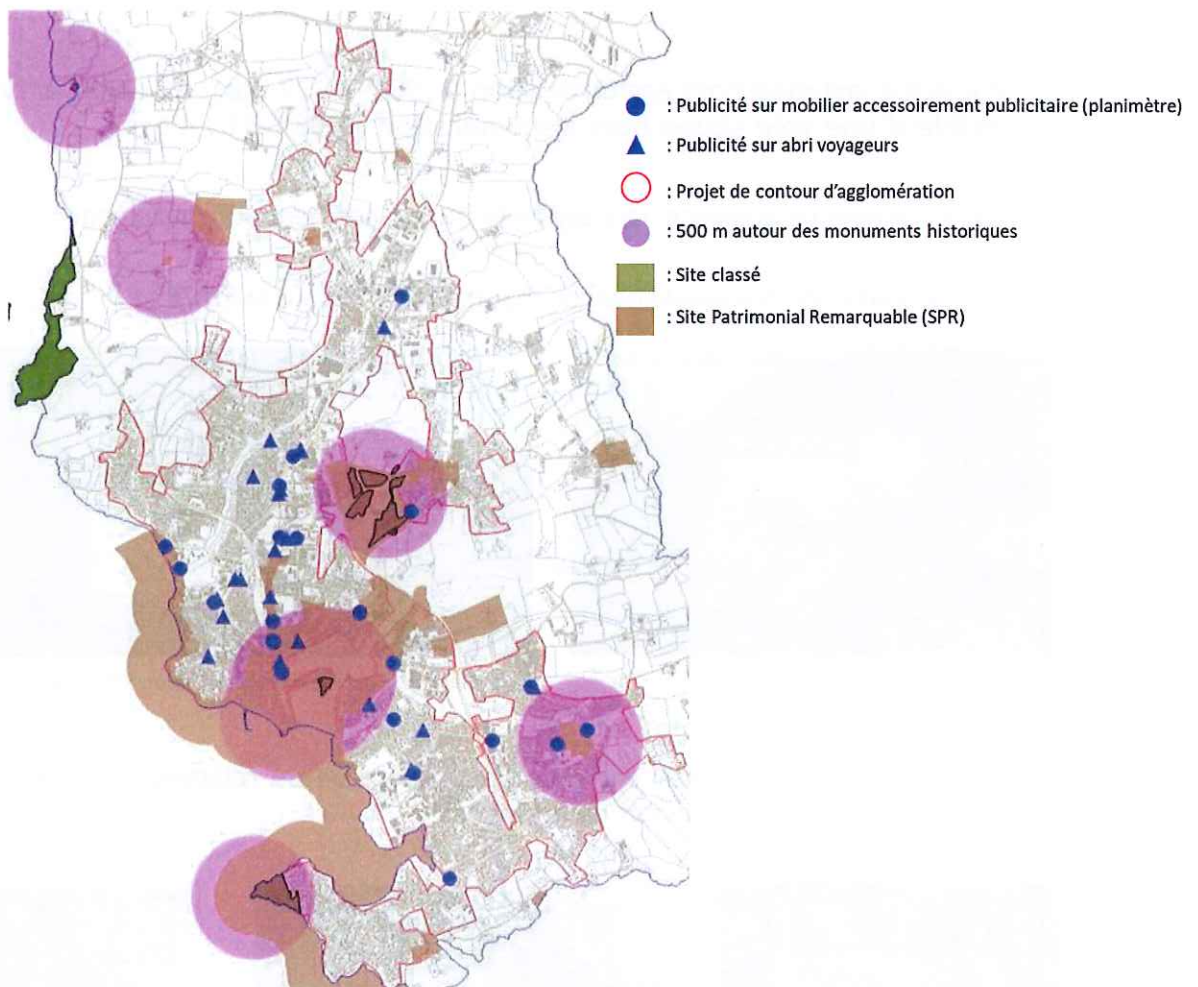 : Publicité sur mobilier accessoirement publicitaire (planimètre)
: Publicité sur abri voyageurs
: Projet de contour d’agglomération
: 500 m autour des monuments historiques
: Site classé
: Site Patrimonial Remarquable (SPR)